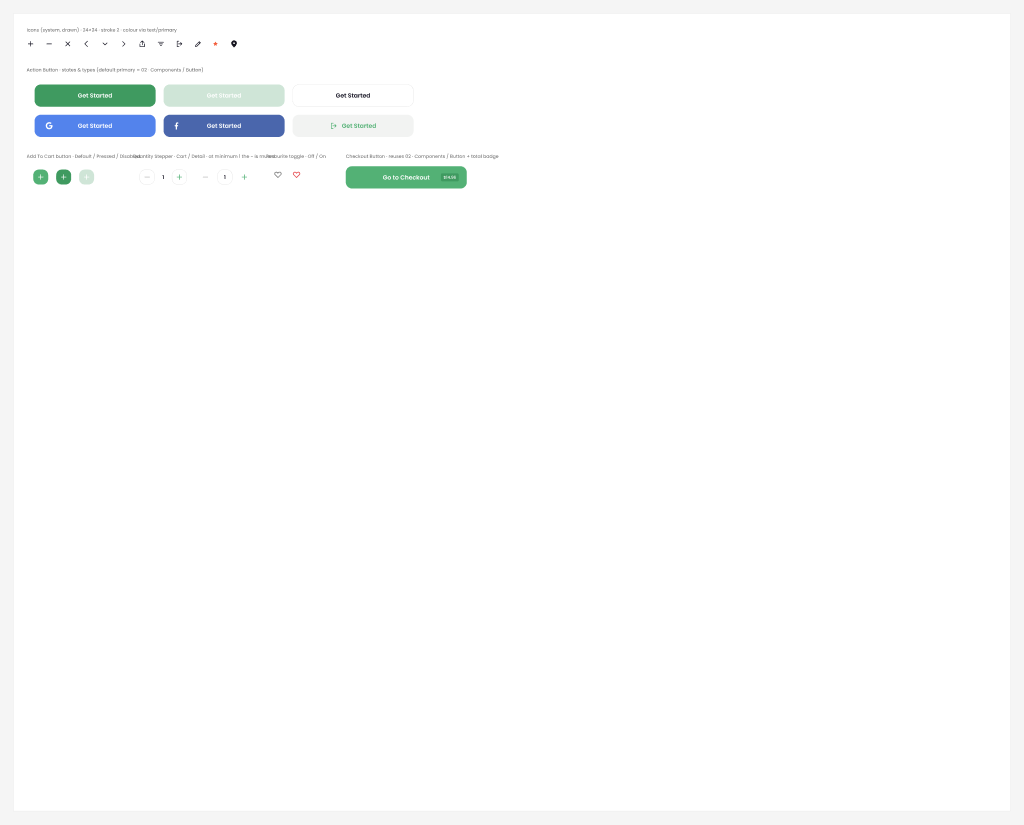 Icons (system, drawn) · 24×24 · stroke 2 · colour via text/primary
Action Button · states & types (default primary = 02 · Components / Button)
Get Started
Get Started
Get Started
Get Started
Get Started
Get Started
Add To Cart button · Default / Pressed / Disabled
Quantity Stepper · Cart / Detail · at minimum 1 the − is muted
Favourite toggle · Off / On
Checkout Button · reuses 02 · Components / Button + total badge
1
1
Go to Checkout